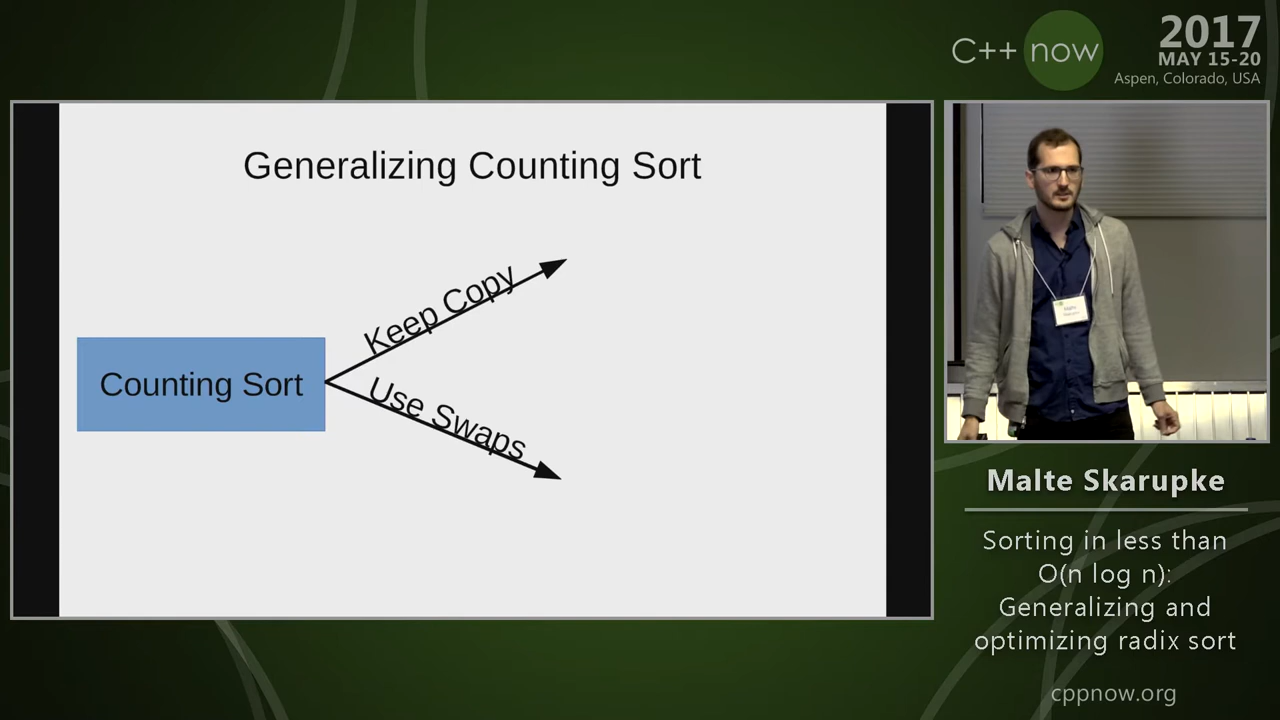 C++ now
2017
MAY 15-20
Aspen, Colorado, USA
Generalizing Counting Sort
Keep Copy
Counting Sort
Use Swaps
Malte Skarupke
Sorting in less than
O(n log n):
Generalizing and
optimizing radix sort
cppnow.org